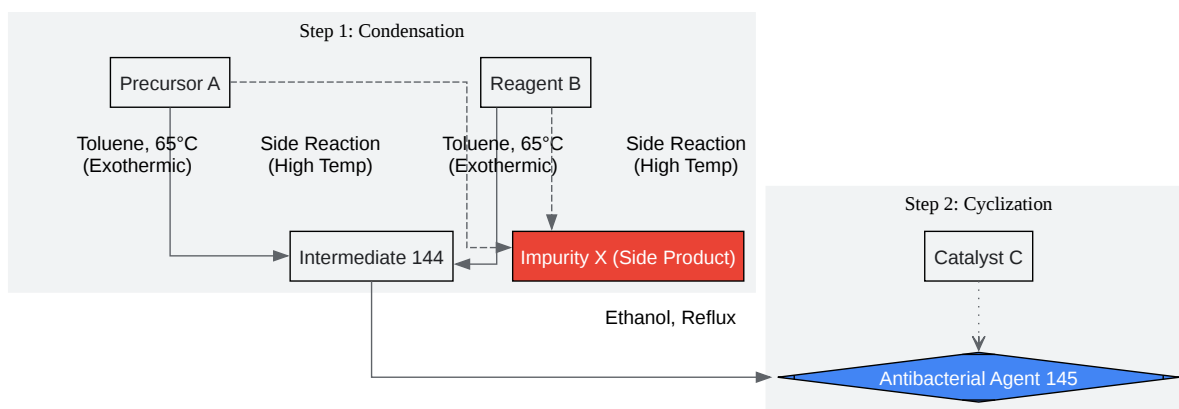 Step 1: Condensation
Precursor A
Reagent B
Toluene, 65°C
(Exothermic)
Side Reaction
(High Temp)
Toluene, 65°C
(Exothermic)
Side Reaction
(High Temp)
Intermediate 144
Impurity X (Side Product)
Ethanol, Reflux
Step 2: Cyclization
Catalyst C
Antibacterial Agent 145